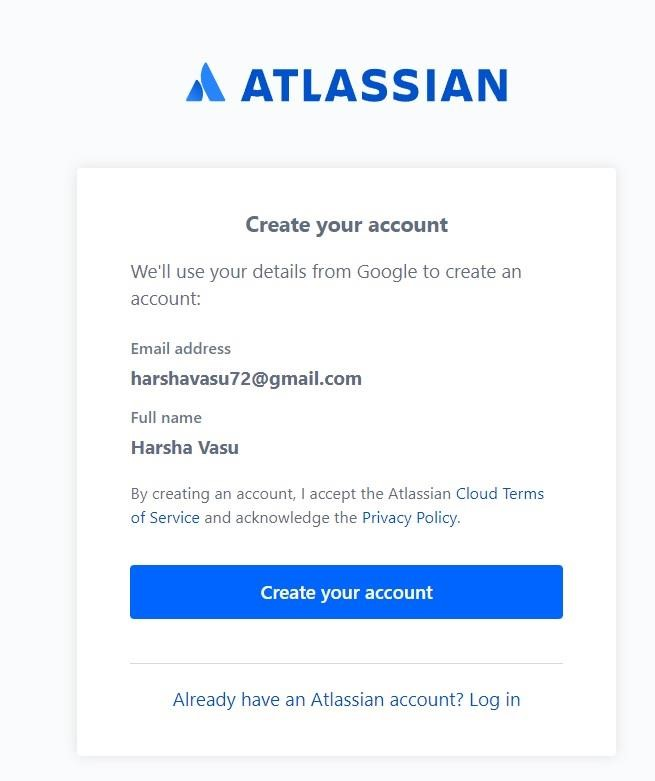 ATLASSIAN
Create your account
We'll use your details from Google to create an
account:
Email address
harshavasu72@gmail.com
Full name
Harsha Vasu
By creating an account, I accept the Atlassian Cloud Terms
of Service and acknowledge the Privacy Policy.
Create your account
Already have an Atlassian account? Log in